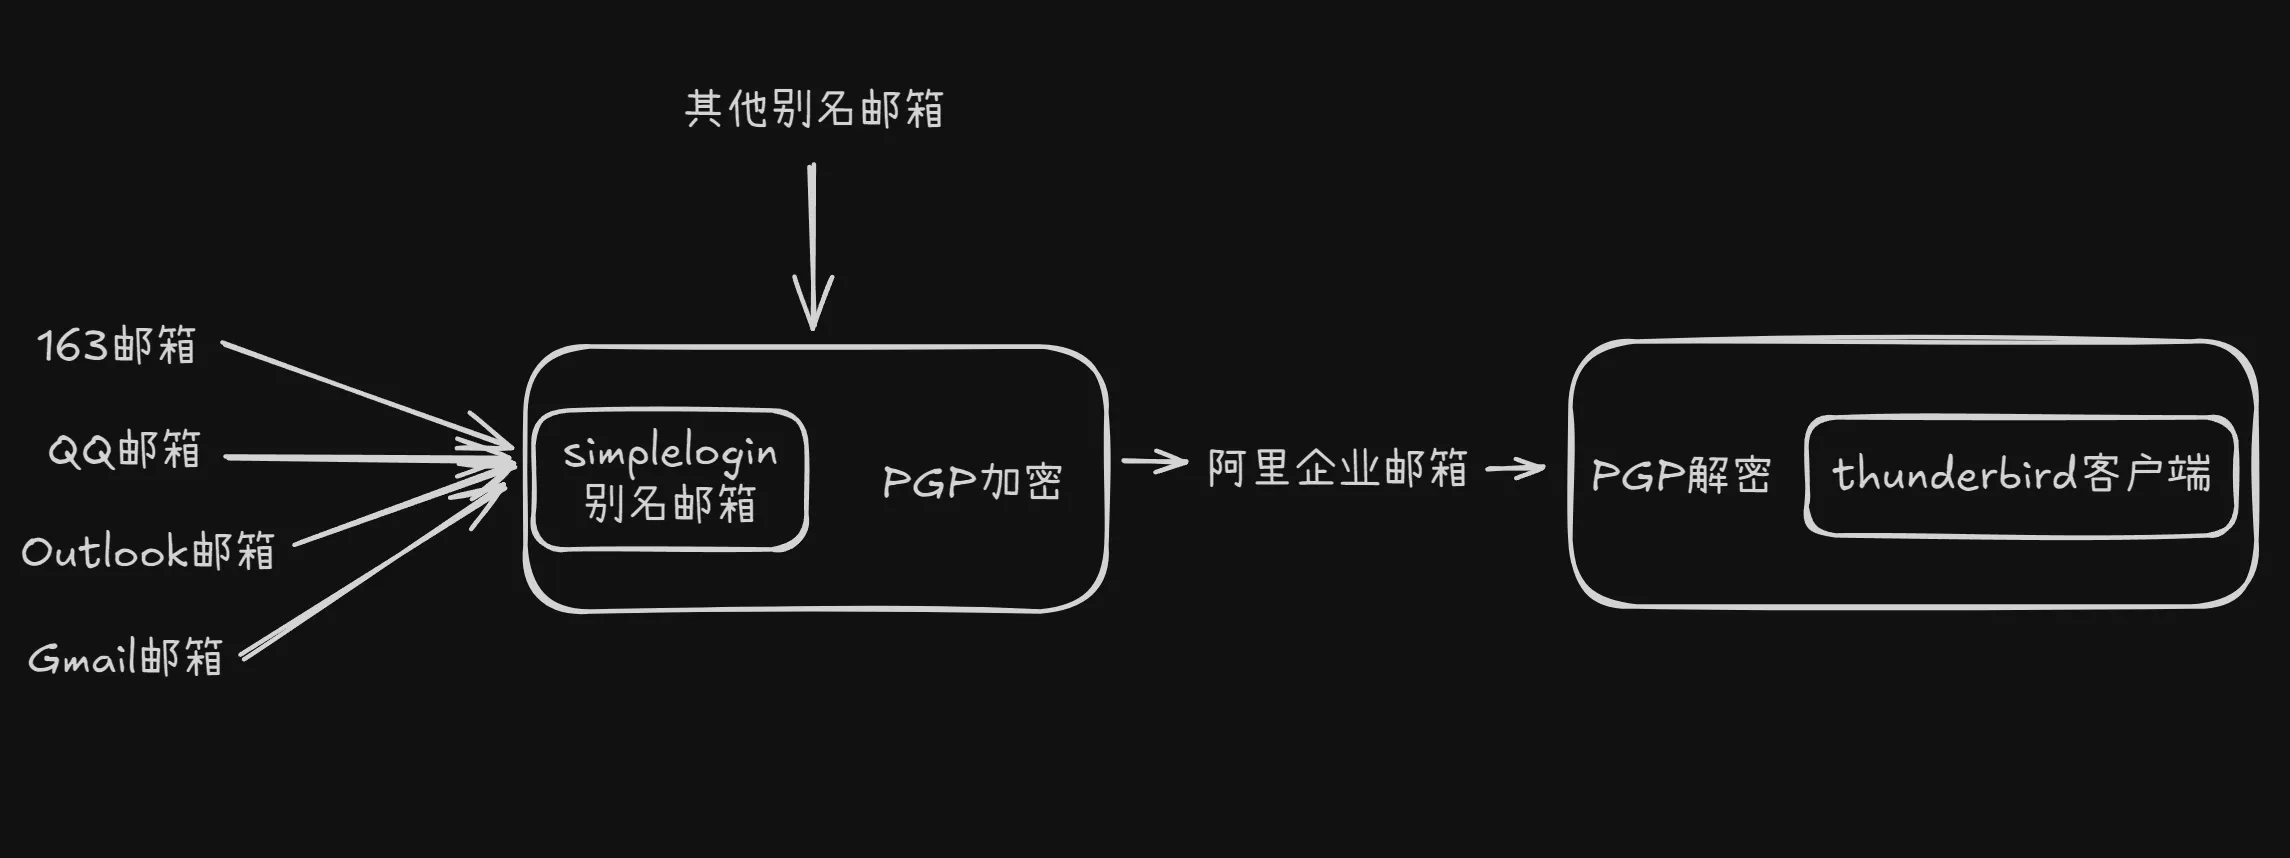 其他别名邮箱
163邮箱
QQ邮箱
Outlook邮箱
Gmail邮箱
simplelogin
别名邮箱
PGP加密
阿里企业邮箱
PGP解密
thunderbird客户端